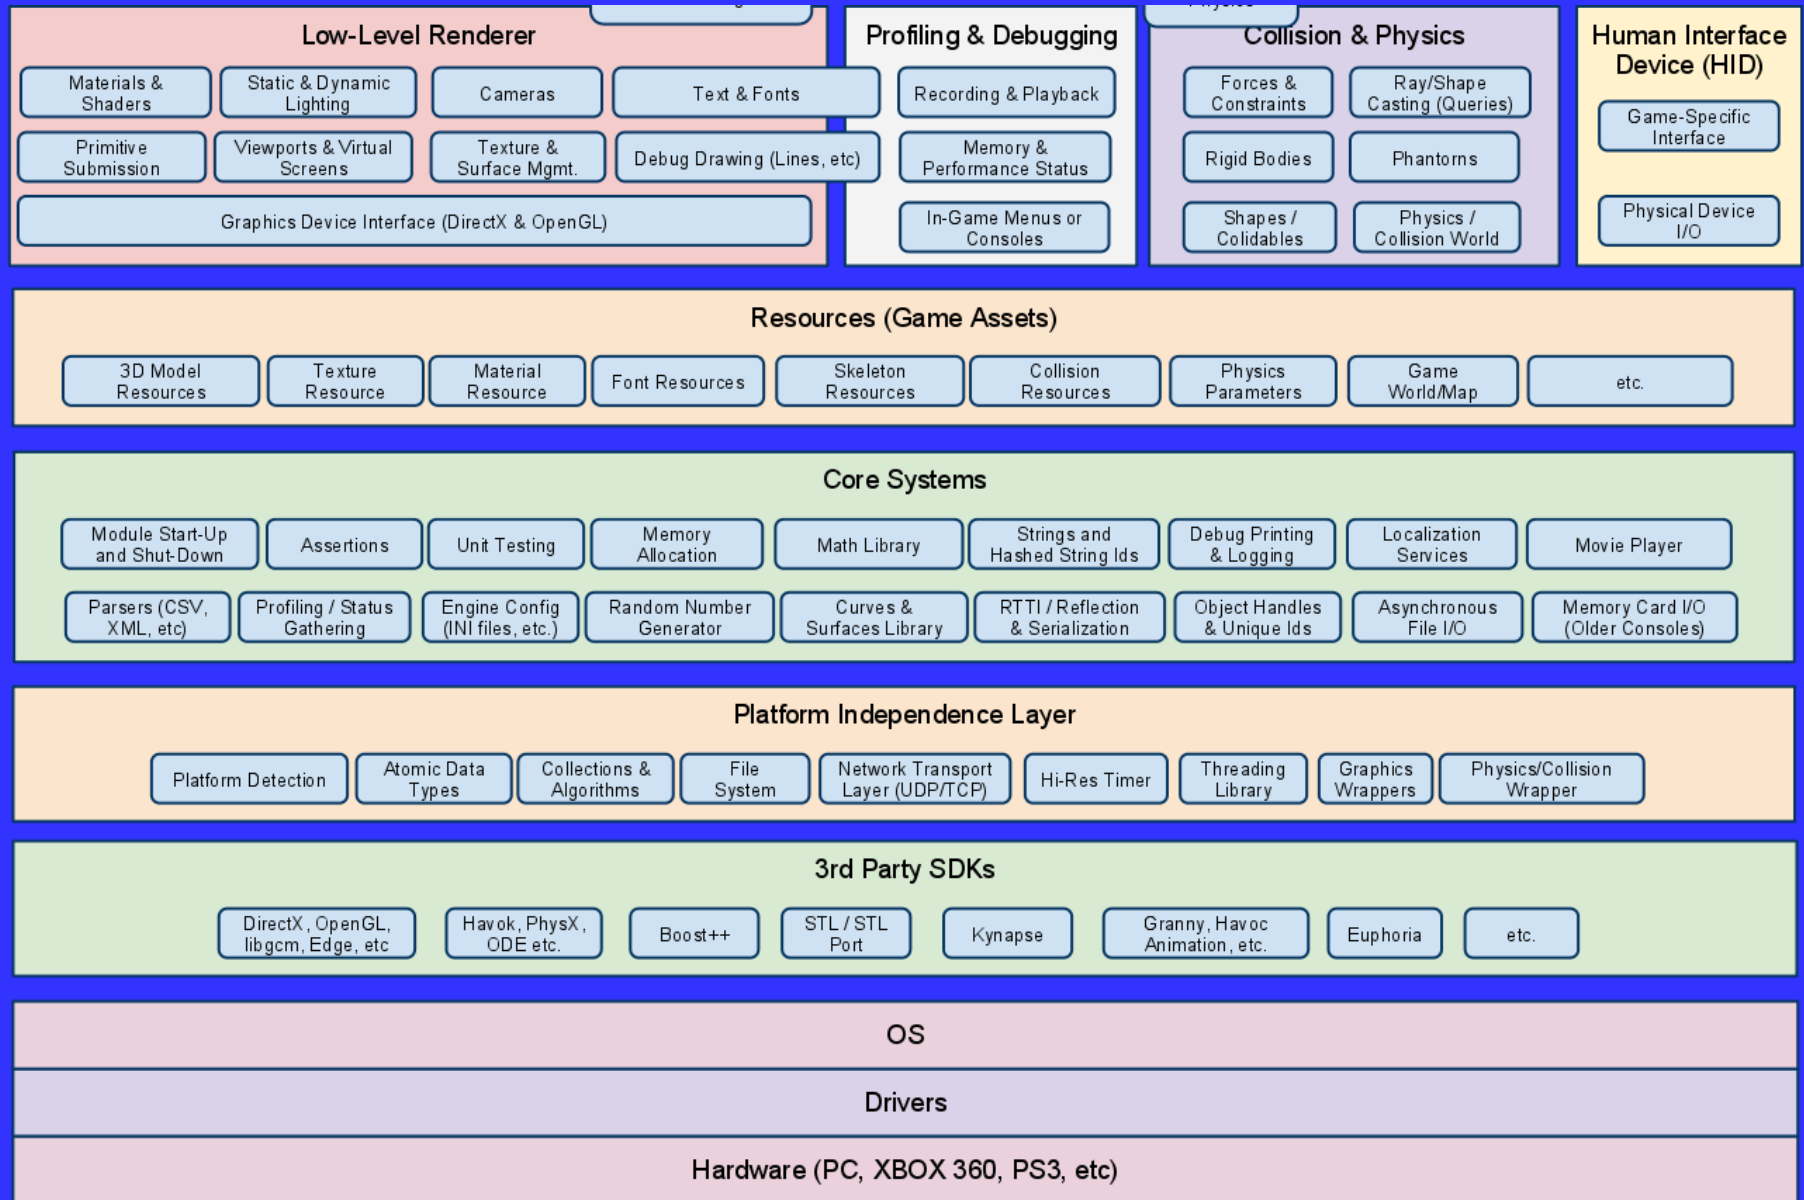 Physics
Low-Level Renderer
Materials &
Shaders
Static & Dynamic
Lighting
Cameras
Text & Fonts
Primitive
Submission
Viewports & Virtual
Screens
Texture &
Surface Mgmt.
Debug Drawing (Lines, etc)
Graphics Device Interface (DirectX & OpenGL)
Profiling & Debugging
Recording & Playback
Memory &
Performance Status
In-Game Menus or
Consoles
Collision & Physics
Forces &
Constraints
Ray/Shape
Casting (Queries)
Rigid Bodies
Phantorns
Shapes /
Colidables
Physics /
Collision World
Human Interface
Device (HID)
Game-Specific
Interface
Physical Device
I/O
Resources (Game Assets)
3D Model
Resources
Texture
Resource
Material
Resource
Font Resources
Skeleton
Resources
Collision
Resources
Physics
Parameters
Game
World/Map
etc.
Core Systems
Module Start-Up
and Shut-Down
Assertions
Unit Testing
Memory
Allocation
Math Library
Strings and
Hashed String Ids
Debug Printing
& Logging
Localization
Services
Movie Player
Parsers (CSV,
XML, etc)
Profiling / Status
Gathering
Engine Config
(INI files, etc.)
Random Number
Generator
Curves &
Surfaces Library
RTTI / Reflection
& Serialization
Object Handles
& Unique Ids
Asynchronous
File I/O
Memory Card I/O
(Older Consoles)
Platform Independence Layer
Platform Detection
Atomic Data
Types
Collections &
Algorithms
File
System
Network Transport
Layer (UDP/TCP)
Hi-Res Timer
Threading
Library
Graphics
Wrappers
Physics/Collision
Wrapper
3rd Party SDKs
DirectX, OpenGL,
libgcm, Edge, etc
Havok, PhysX,
ODE etc.
Boost++
STL / STL
Port
Kynapse
Granny, Havoc
Animation, etc.
Euphoria
etc.
OS
Drivers
Hardware (PC, XBOX 360, PS3, etc)